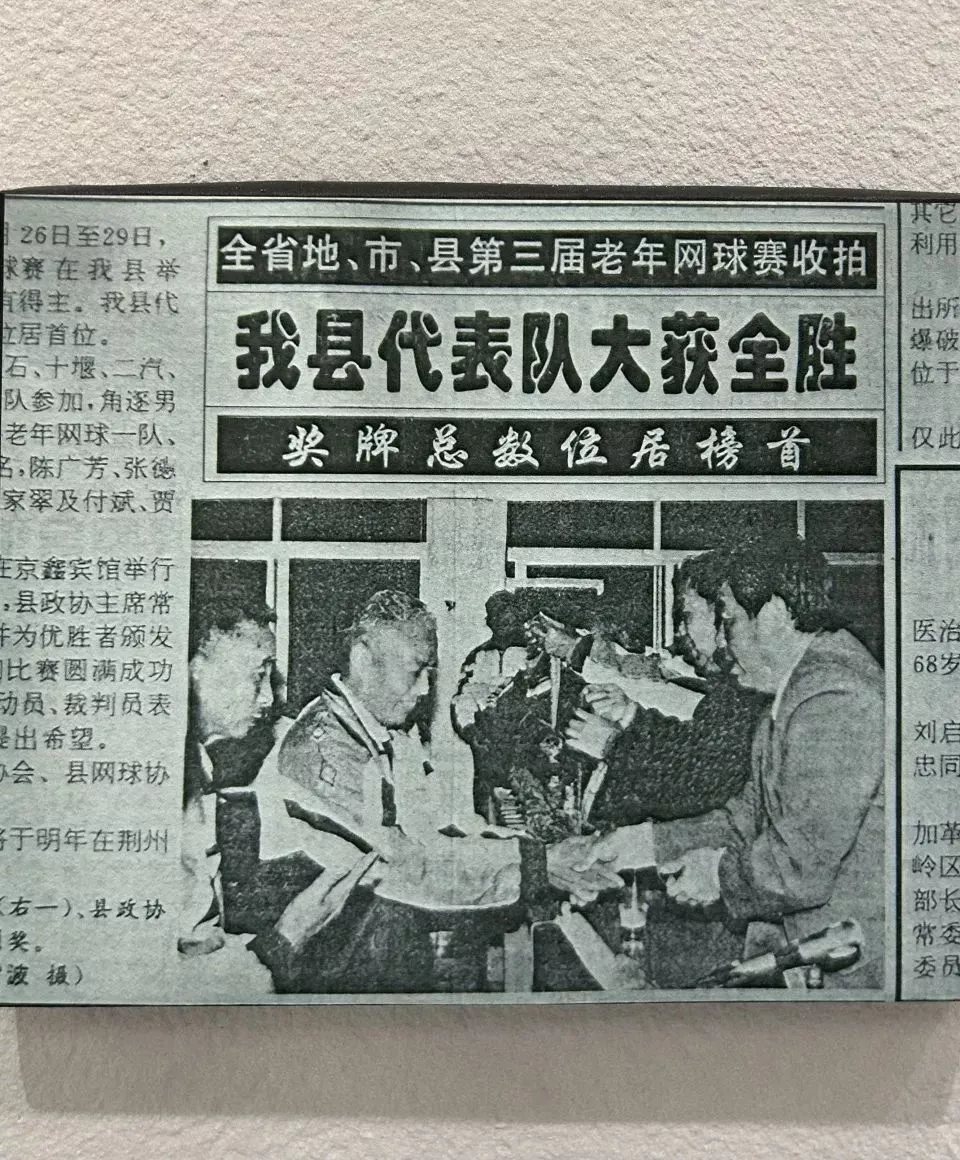 全省地、市、县第三届老年网球赛收拍
我县代表队大获全胜
奖牌总数位居榜首
26日至29日，
球赛在我县举
有得主。我县代
位居首位。
石、十堰、二汽、
队参加，角逐男
老年网球一队、
名，陈广芳、张德
家翠及付斌、贾
在京鑫宾馆举行
，县政协主席常
并为优胜者颁发
比赛圆满成功
动员、裁判员表
提出希望。
协会、县网球协
将于明年在荆州
（右一）、县政协
奖。
波 摄）
其它
利用
出所
爆破
位于
仅此
医治
68岁
刘启
忠同
加革
岭区
部长
常委
委员